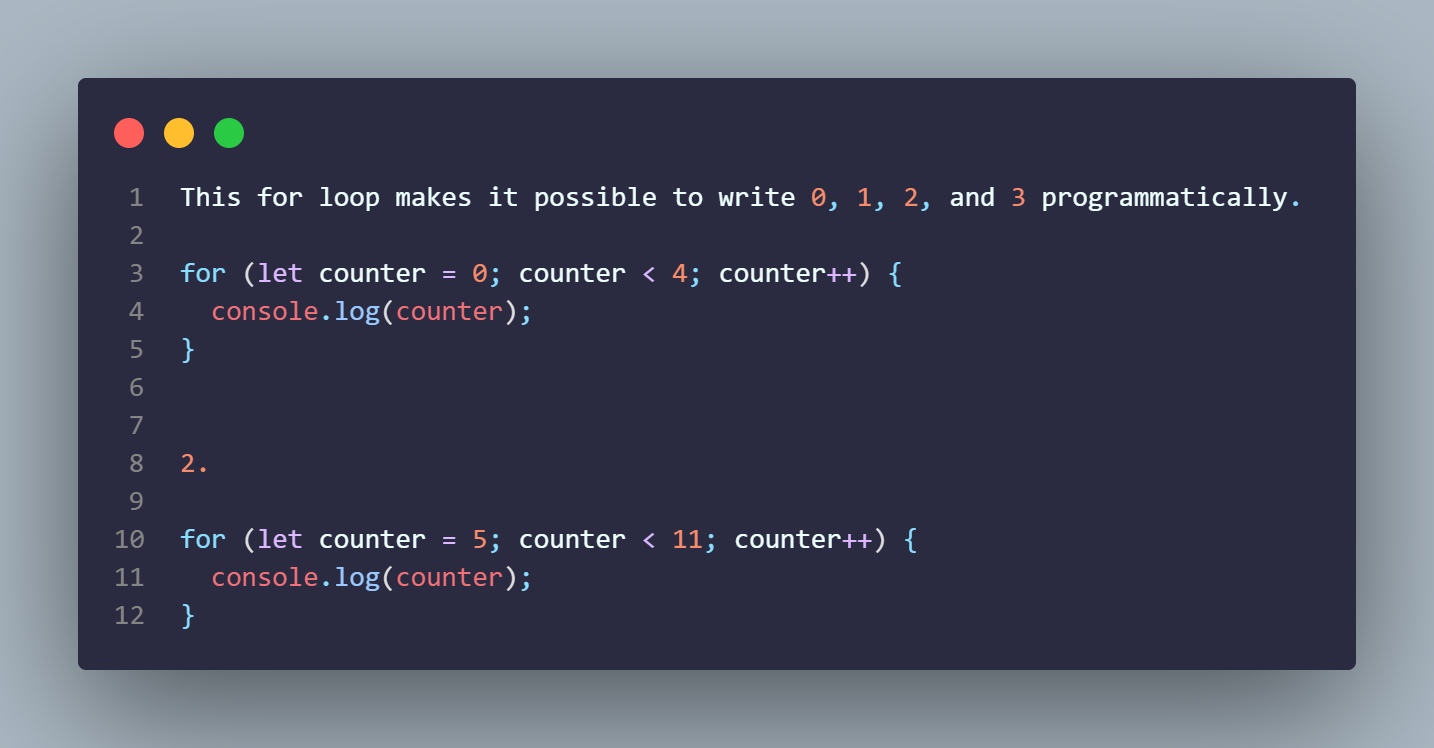 1 This for loop makes it possible to write 0, 1, 2, and 3 programmatically.
2
3 for (let counter = 0; counter < 4; counter++) {
4   console.log(counter);
5 }
6
7
8 2.
9
10 for (let counter = 5; counter < 11; counter++) {
11   console.log(counter);
12 }